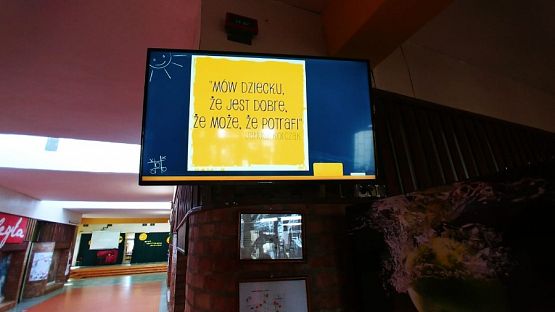 "MÓW DZIECKU,
ŻE JEST DOBRE,
ŻE MOŻE, ŻE POTRAFI"